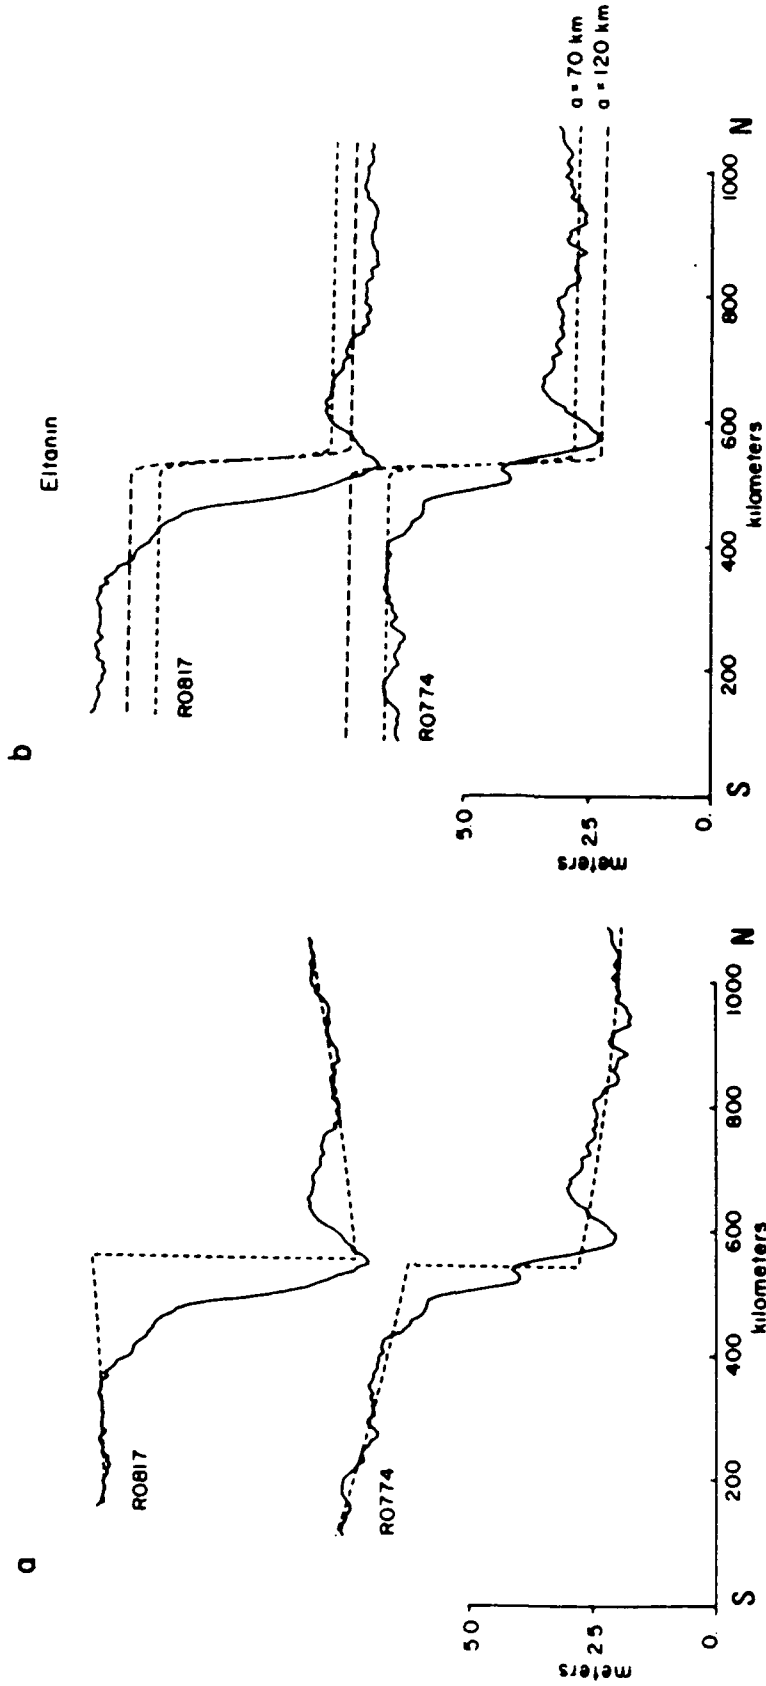 a
R0817
R0774
5.0
2.5
0.
meters
S
200
400
600
800
1000
N
kilometers
b
Eltanin
R0817
R0774
a = 70 km
a = 120 km
5.0
2.5
0.
meters
S
200
400
600
800
1000
N
kilometers